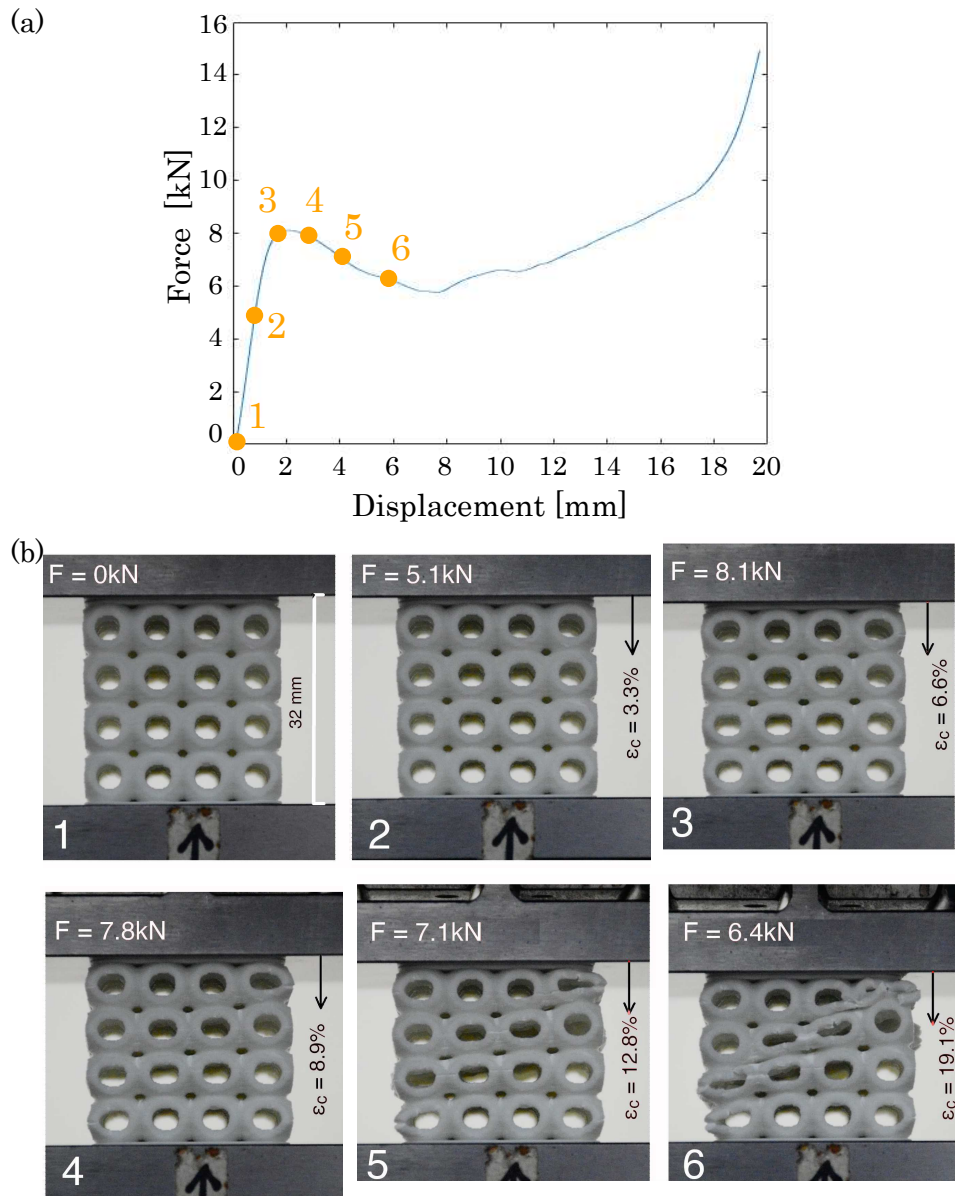 (a)
16
14
12
10
8
6
4
2
0
Force [kN]
3
4
5
6
2
1
0 2 4 6 8 10 12 14 16 18 20
Displacement [mm]
(b)
F = 0kN
32 mm
1
F = 5.1kN
εc = 3.3%
2
F = 8.1kN
εc = 6.6%
3
F = 7.8kN
εc = 8.9%
4
F = 7.1kN
εc = 12.8%
5
F = 6.4kN
εc = 19.1%
6